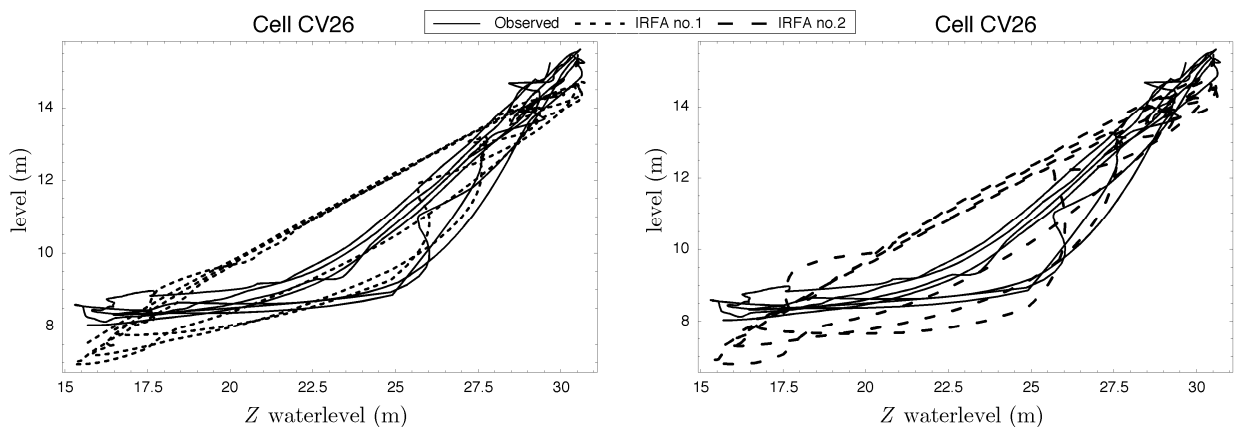 Cell CV26
Observed IRFA no.1 IRFA no.2
Cell CV26
level (m)
14
12
10
8
15 17.5 20 22.5 25 27.5 30
Z waterlevel (m)
level (m)
14
12
10
8
15 17.5 20 22.5 25 27.5 30
Z waterlevel (m)